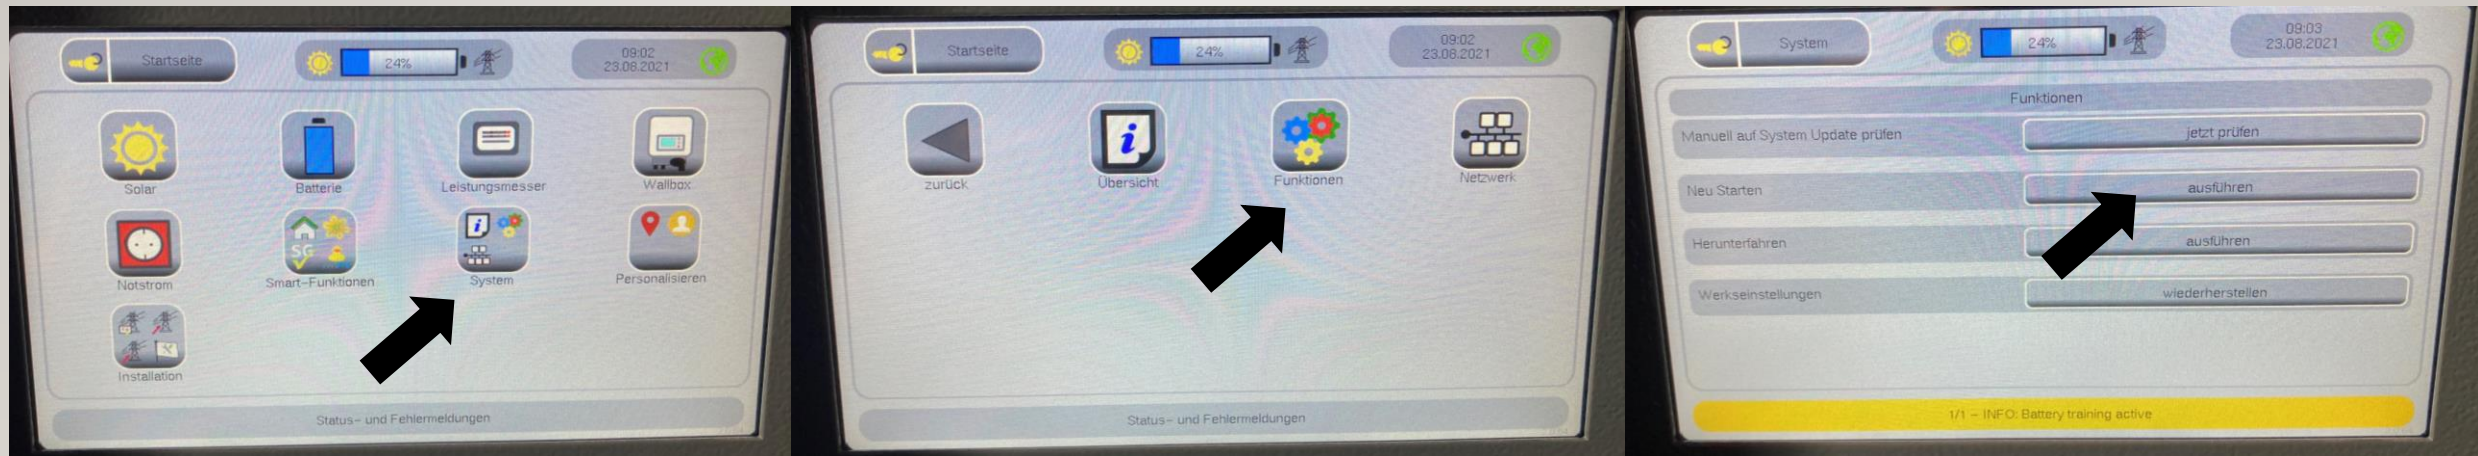 Startseite
24%
09:02
23.08.2021
Solar
Batterie
Leistungsmesser
Wallbox
Notstrom
SG
Smart-Funktionen
System
Personalisieren
Installation
Status- und Fehlermeldungen
Startseite
24%
09:02
23.08.2021
zurück
Übersicht
Funktionen
Netzwerk
Status- und Fehlermeldungen
System
24%
09:03
23.08.2021
Funktionen
Manuell auf System Update prüfen
jetzt prüfen
Neu Starten
ausführen
Herunterfahren
ausführen
Werkseinstellungen
wiederherstellen
1/1 - INFO: Battery training active